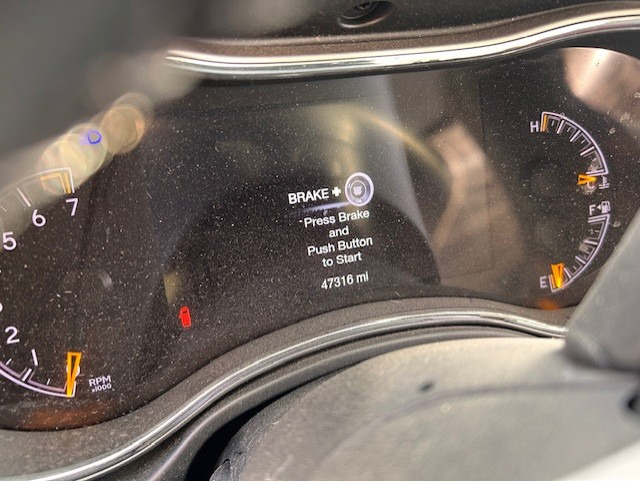 BRAKE +
Press Brake
and
Push Button
to Start
47316 mi
5
6
7
2
1
RPM
x1000
H
F
E